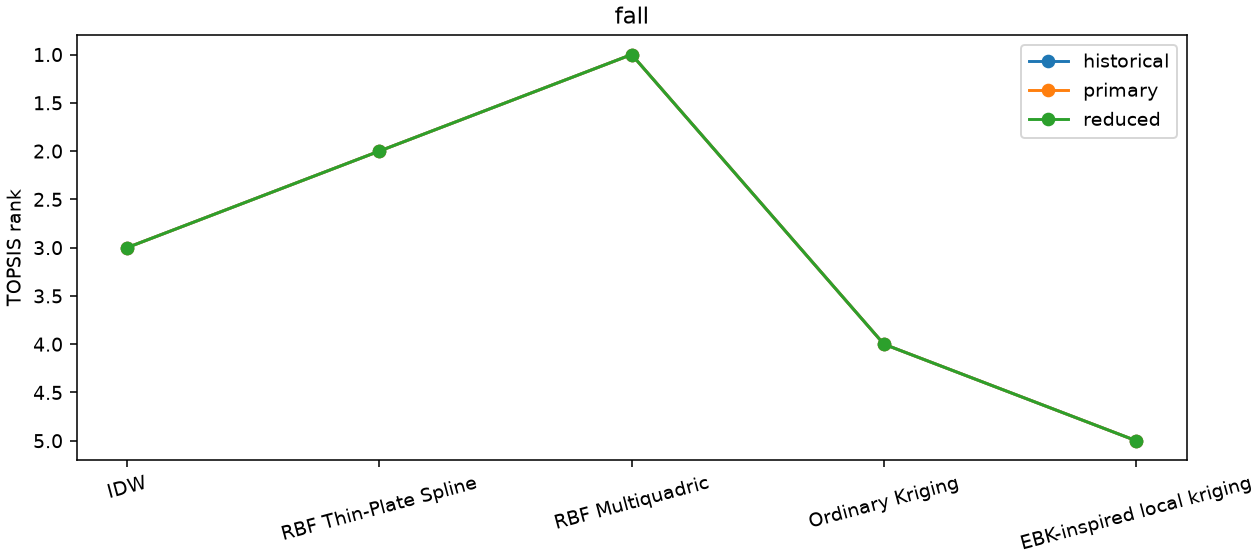 fall
TOPSIS rank
1.0
1.5
2.0
2.5
3.0
3.5
4.0
4.5
5.0
historical
primary
reduced
IDW
RBF Thin-Plate Spline
RBF Multiquadric
Ordinary Kriging
EBK-inspired local kriging